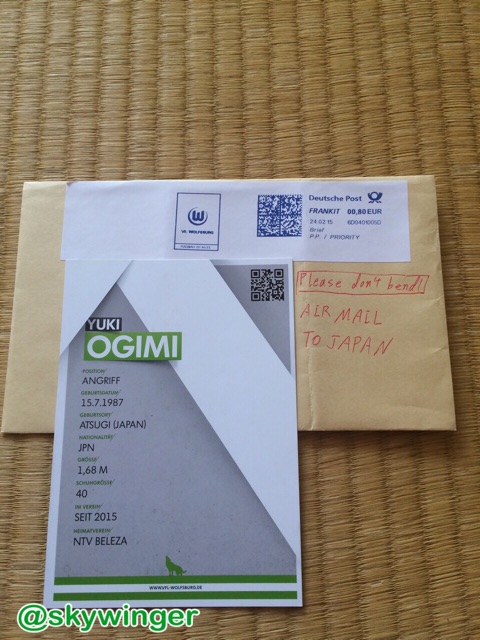 W
VFL WOLFSBURG
Deutsche Post
FRANKIT 00,80 EUR
24.02.15
Brief
P.P. / PRIORITY
Please don't bend!
AIR MAIL
TO JAPAN
YUKI
OGIMI
POSITION/
ANGRIFF
GEBURTSDATUM/
15.7.1987
GEBURTSORT/
ATSUGI (JAPAN)
NATIONALITÄT/
JPN
GRÖSSE/
1,68 M
SCHUHGRÖSSE/
40
IM VEREIN/
SEIT 2015
HEIMATVEREIN/
NTV BELEZA
WWW.VFL-WOLFSBURG.DE
@skywinger